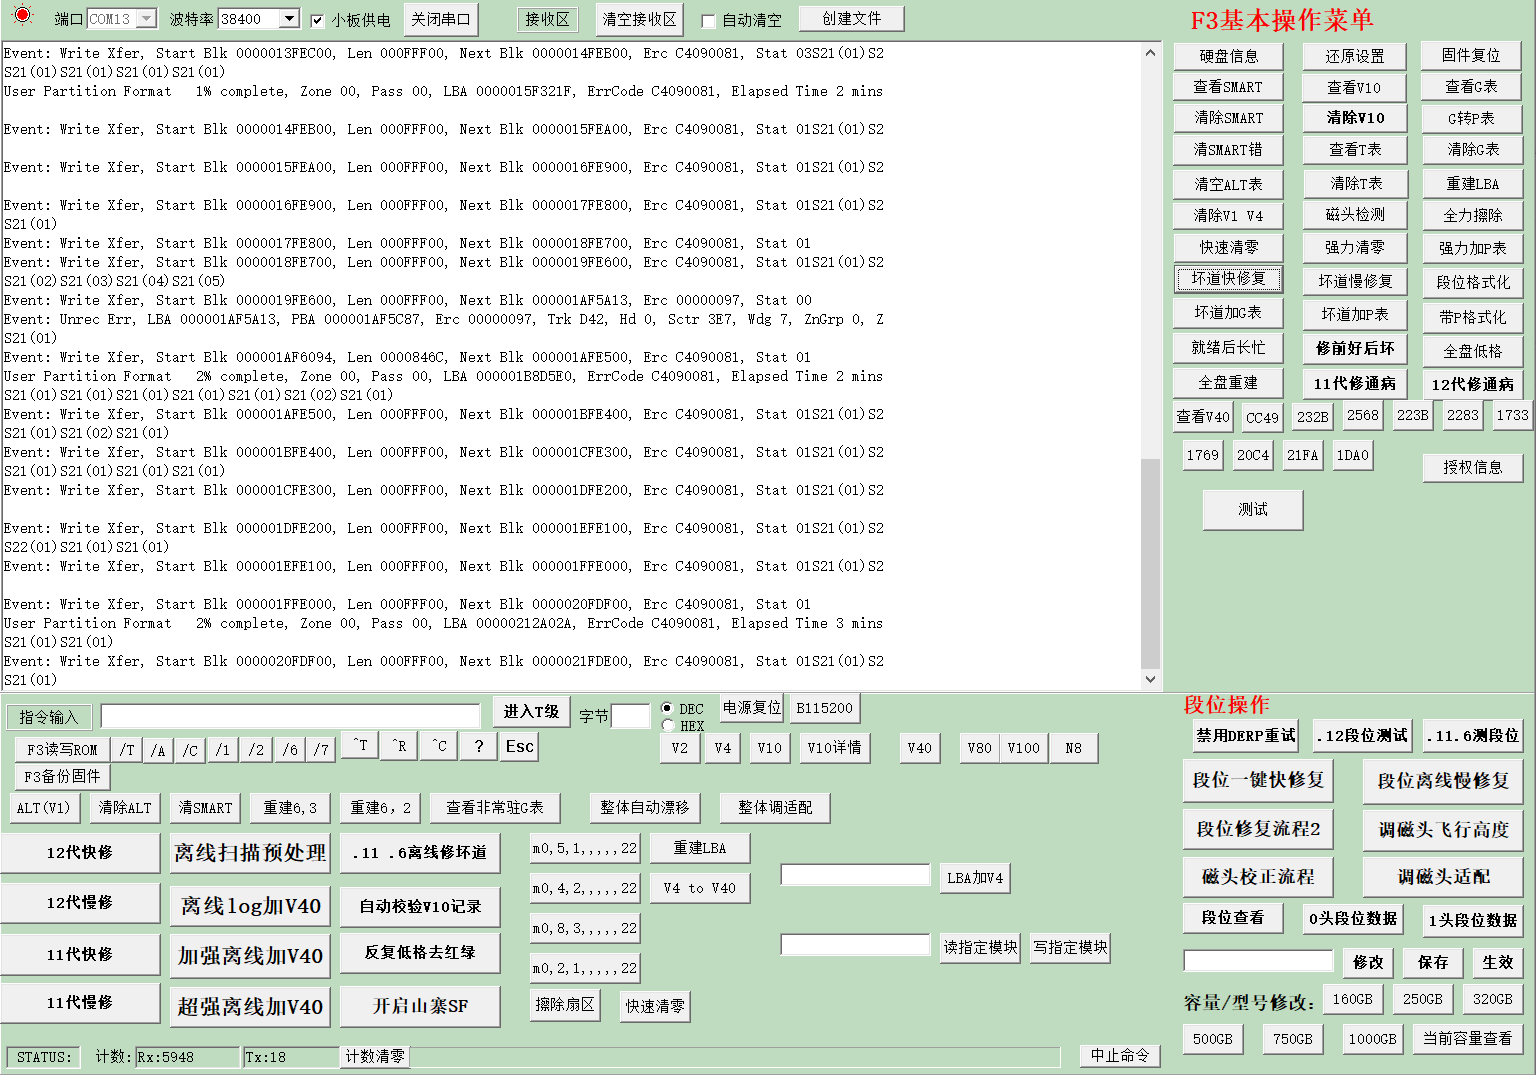 端口 COM13 波特率 38400 小板供电 关闭串口 接收区 清空接收区 自动清空 创建文件
Event: Write Xfer, Start Blk 0000013FEC00, Len 000FFF00, Next Blk 0000014FEB00, Erc C4090081, Stat 03S21(01)S2
S21(01)S21(01)S21(01)S21(01)
User Partition Format   1% complete, Zone 00, Pass 00, LBA 0000015F321F, ErrCode C4090081, Elapsed Time 2 mins
Event: Write Xfer, Start Blk 0000014FEB00, Len 000FFF00, Next Blk 0000015FEA00, Erc C4090081, Stat 01S21(01)S2
Event: Write Xfer, Start Blk 0000015FEA00, Len 000FFF00, Next Blk 0000016FE900, Erc C4090081, Stat 01S21(01)S2
Event: Write Xfer, Start Blk 0000016FE900, Len 000FFF00, Next Blk 0000017FE800, Erc C4090081, Stat 01S21(01)S2
S21(01)
Event: Write Xfer, Start Blk 0000017FE800, Len 000FFF00, Next Blk 0000018FE700, Erc C4090081, Stat 01
Event: Write Xfer, Start Blk 0000018FE700, Len 000FFF00, Next Blk 0000019FE600, Erc C4090081, Stat 01S21(01)S2
S21(02)S21(03)S21(04)S21(05)
Event: Write Xfer, Start Blk 0000019FE600, Len 000FFF00, Next Blk 000001AF5A13, Erc 00000097, Stat 00
Event: Unrec Err, LBA 000001AF5A13, PBA 000001AF5C87, Erc 00000097, Trk D42, Hd 0, Sctr 3E7, Wdg 7, ZnGrp 0, Z
S21(01)
Event: Write Xfer, Start Blk 000001AF6094, Len 0000846C, Next Blk 000001AFE500, Erc C4090081, Stat 01
User Partition Format   2% complete, Zone 00, Pass 00, LBA 000001B8D5E0, ErrCode C4090081, Elapsed Time 2 mins
S21(01)S21(01)S21(01)S21(01)S21(01)S21(02)S21(01)
Event: Write Xfer, Start Blk 000001AFE500, Len 000FFF00, Next Blk 000001BFE400, Erc C4090081, Stat 01S21(01)S2
S21(01)S21(02)S21(01)
Event: Write Xfer, Start Blk 000001BFE400, Len 000FFF00, Next Blk 000001CFE300, Erc C4090081, Stat 01S21(01)S2
S21(01)S21(01)S21(01)S21(01)
Event: Write Xfer, Start Blk 000001CFE300, Len 000FFF00, Next Blk 000001DFE200, Erc C4090081, Stat 01S21(01)S2
Event: Write Xfer, Start Blk 000001DFE200, Len 000FFF00, Next Blk 000001EFE100, Erc C4090081, Stat 01S21(01)S2
S22(01)S21(01)S21(01)
Event: Write Xfer, Start Blk 000001EFE100, Len 000FFF00, Next Blk 000001FFE000, Erc C4090081, Stat 01S21(01)S2
Event: Write Xfer, Start Blk 000001FFE000, Len 000FFF00, Next Blk 0000020FDF00, Erc C4090081, Stat 01
User Partition Format   2% complete, Zone 00, Pass 00, LBA 00000212A02A, ErrCode C4090081, Elapsed Time 3 mins
S21(01)S21(01)
Event: Write Xfer, Start Blk 0000020FDF00, Len 000FFF00, Next Blk 0000021FDE00, Erc C4090081, Stat 01S21(01)S2
S21(01)
F3基本操作菜单
硬盘信息 还原设置 固件复位
查看SMART 查看V10 查看G表
清除SMART 清除V10 G转P表
清SMART错 查看T表 清除G表
清空ALT表 清除T表 重建LBA
清除V1 V4 磁头检测 全力擦除
快速清零 强力清零 强力加P表
坏道快修复 坏道慢修复 段位格式化
坏道加G表 坏道加P表 带P格式化
就绪后长忙 修前好后坏 全盘低格
全盘重建 11代修通病 12代修通病
查看V40 CC49 232B 2568 223B 2283 1733
1769 20C4 21FA 1DA0 授权信息
测试
指令输入 进入T级 字节 DEC HEX 电源复位 B115200
F3读写ROM /T /A /C /1 /2 /6 /7 ^T ^R ^C ? Esc V2 V4 V10 V10详情 V40 V80 V100 N8
F3备份固件
ALT(V1) 清除ALT 清SMART 重建6,3 重建6, 2 查看非常驻G表 整体自动漂移 整体调适配
12代快修 离线扫描预处理 .11 .6离线修坏道 m0,5,1,,,,,22 重建LBA
12代慢修 离线log加V40 自动校验V10记录 m0,4,2,,,,,22 V4 to V40 LBA加V4
11代快修 加强离线加V40 反复低格去红绿 m0,8,3,,,,,22 读指定模块 写指定模块
m0,2,1,,,,,22
11代慢修 超强离线加V40 开启山寨SF 擦除扇区 快速清零
STATUS: 计数: Rx:5948 Tx:18 计数清零 中止命令
段位操作
禁用DERP重试 .12段位测试 .11.6测段位
段位一键快修复 段位离线慢修复
段位修复流程2 调磁头飞行高度
磁头校正流程 调磁头适配
段位查看 0头段位数据 1头段位数据
修改 保存 生效
容量/型号修改: 160GB 250GB 320GB
500GB 750GB 1000GB 当前容量查看